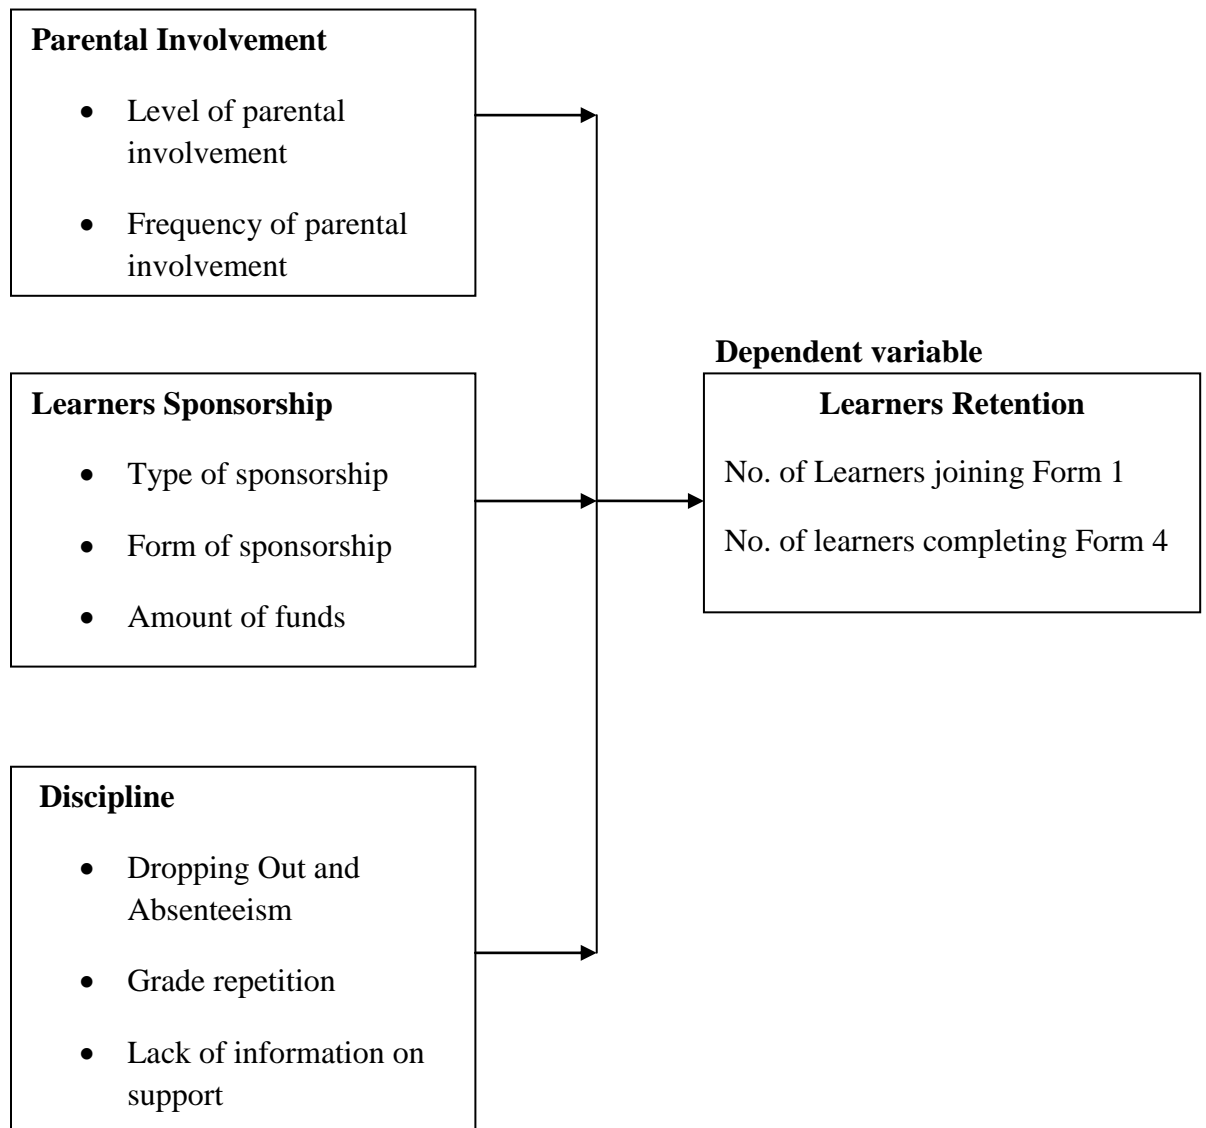 Parental Involvement
• Level of parental
involvement
• Frequency of parental
involvement
Learners Sponsorship
• Type of sponsorship
• Form of sponsorship
• Amount of funds
Discipline
• Dropping Out and
Absenteeism
• Grade repetition
• Lack of information on
support
Dependent variable
Learners Retention
No. of Learners joining Form 1
No. of learners completing Form 4